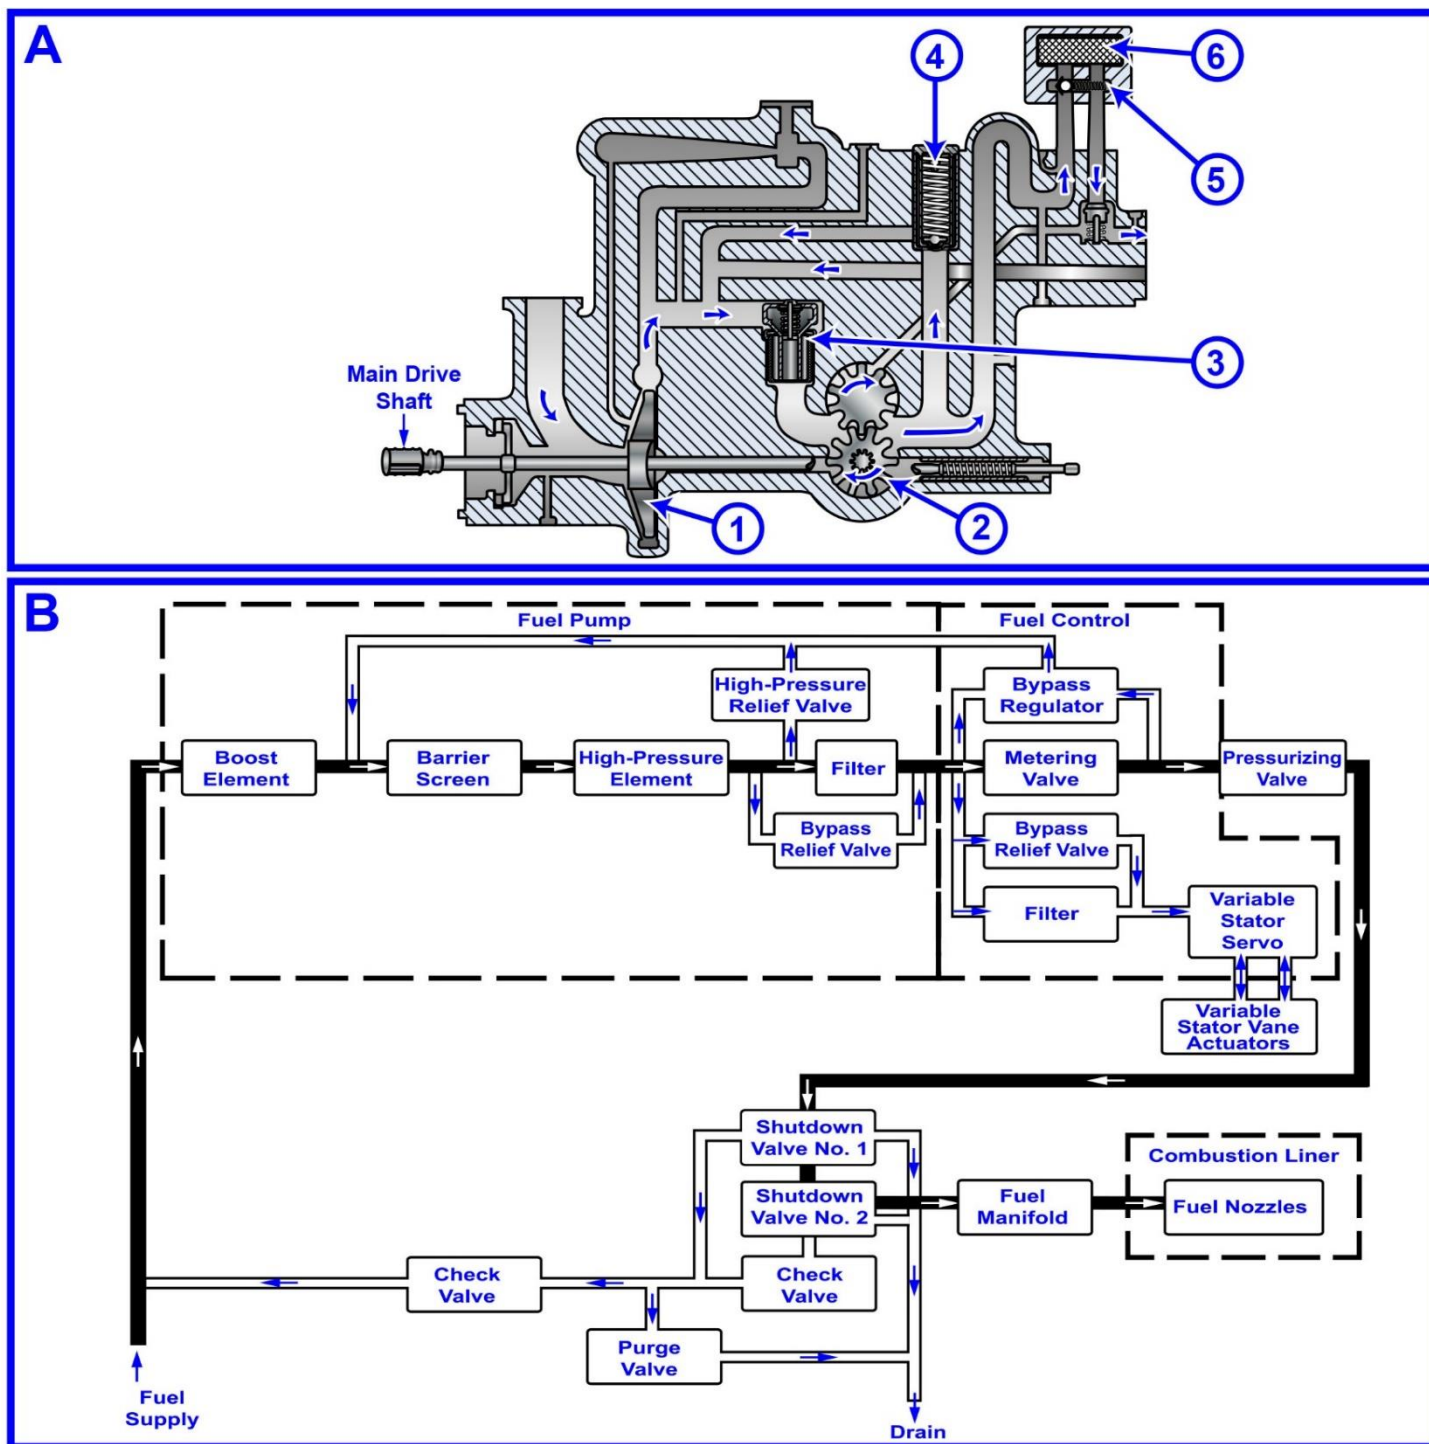 A
6
4
5
3
Main Drive
Shaft
1
2
B
Fuel Pump
Fuel Control
High-Pressure
Relief Valve
Bypass
Regulator
Boost
Element
Barrier
Screen
High-Pressure
Element
Filter
Metering
Valve
Pressurizing
Valve
Bypass
Relief Valve
Bypass
Relief Valve
Filter
Variable
Stator
Servo
Variable
Stator Vane
Actuators
Shutdown
Valve No. 1
Combustion Liner
Shutdown
Valve No. 2
Fuel
Manifold
Fuel Nozzles
Check
Valve
Check
Valve
Purge
Valve
Fuel
Supply
Drain